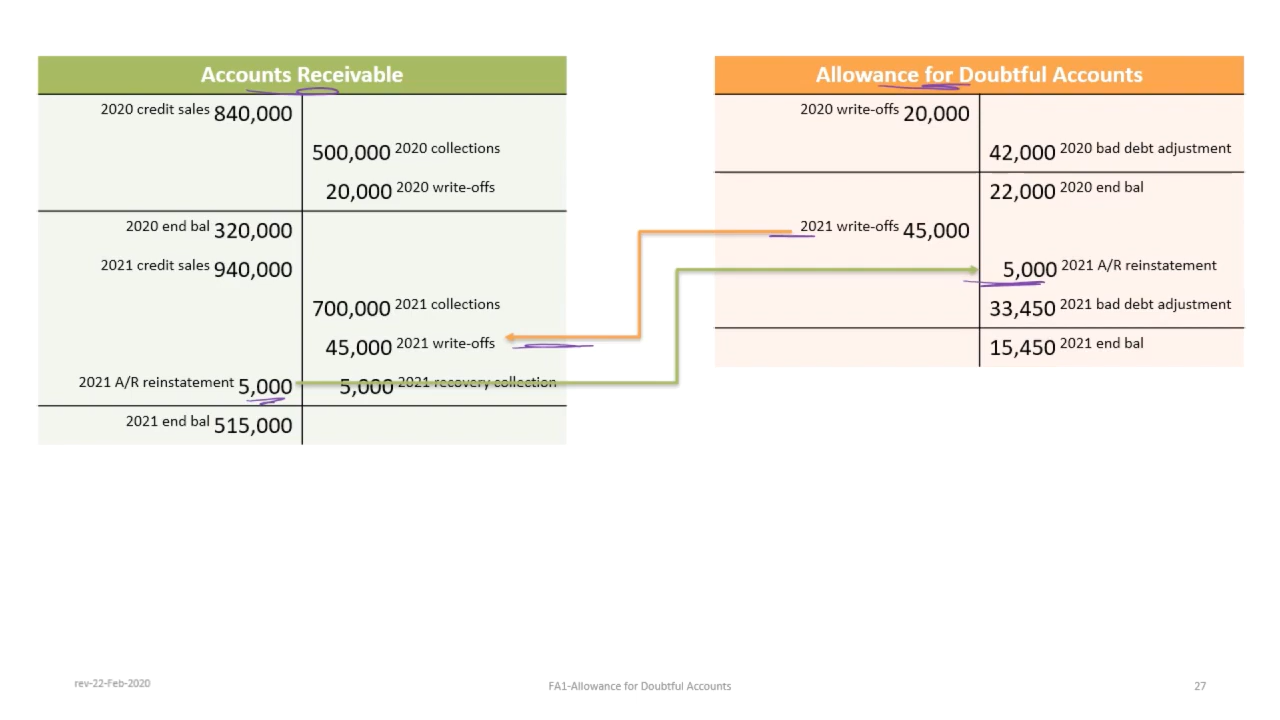 Accounts Receivable
2020 credit sales 840,000
500,000 2020 collections
20,000 2020 write-offs
2020 end bal 320,000
2021 credit sales 940,000
700,000 2021 collections
45,000 2021 write-offs
2021 A/R reinstatement 5,000 5,000 2021 recovery collection
2021 end bal 515,000
Allowance for Doubtful Accounts
2020 write-offs 20,000
42,000 2020 bad debt adjustment
22,000 2020 end bal
2021 write-offs 45,000
5,000 2021 A/R reinstatement
33,450 2021 bad debt adjustment
15,450 2021 end bal
rev-22-Feb-2020
FA1-Allowance for Doubtful Accounts
27